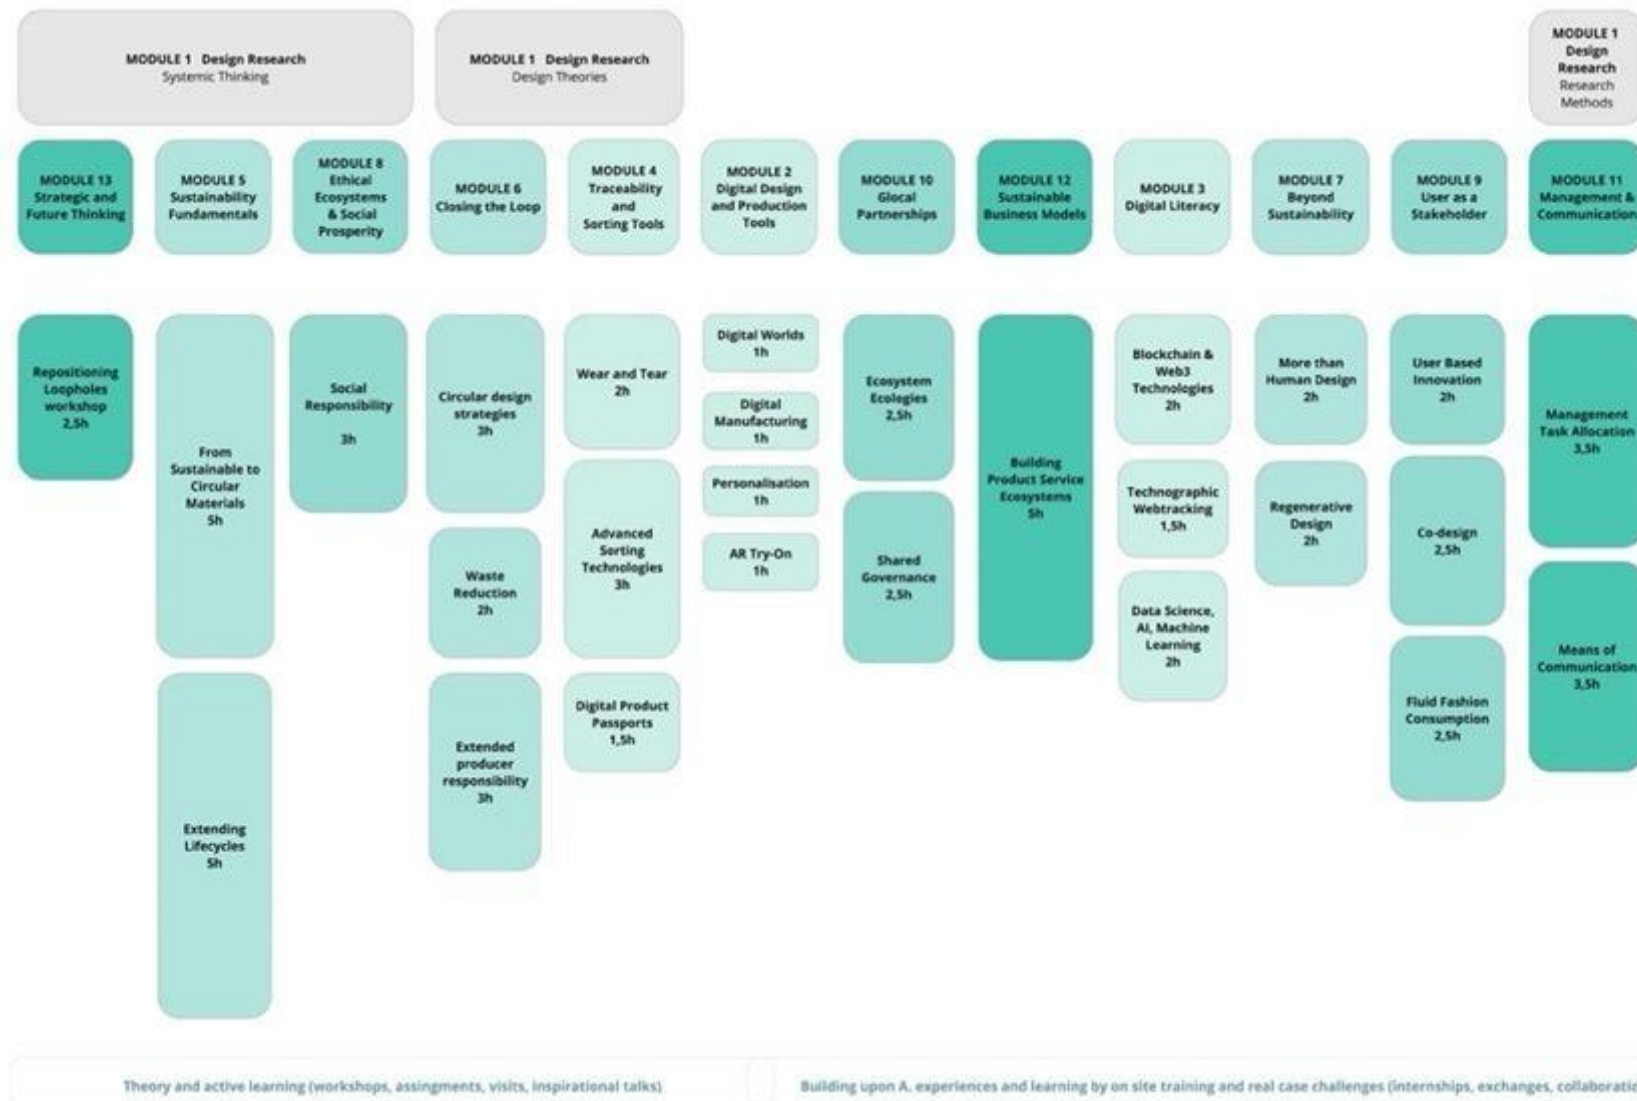 MODULE 1 Design Research
Systemic Thinking
MODULE 1 Design Research
Design Theories
MODULE 1
Design
Research
Research
Methods
MODULE 13
Strategic and
Future Thinking
MODULE 5
Sustainability
Fundamentals
MODULE 8
Ethical
Ecosystems
& Social
Prosperity
MODULE 6
Closing the Loop
MODULE 4
Traceability
and
Sorting Tools
MODULE 2
Digital Design
and Production
Tools
MODULE 10
Glocal
Partnerships
MODULE 12
Sustainable
Business Models
MODULE 3
Digital Literacy
MODULE 7
Beyond
Sustainability
MODULE 9
User as a
Stakeholder
MODULE 11
Management &
Communication
Repositioning
Loopholes
workshop
2,5h
From
Sustainable to
Circular
Materials
5h
Extending
Lifecycles
5h
Social
Responsibility
3h
Circular design
strategies
3h
Waste
Reduction
2h
Extended
producer
responsibility
3h
Wear and Tear
2h
Advanced
Sorting
Technologies
3h
Digital Product
Passports
1,5h
Digital Worlds
1h
Digital
Manufacturing
1h
Personalisation
1h
AR Try-On
1h
Ecosystem
Ecologies
2,5h
Shared
Governance
2,5h
Building
Product Service
Ecosystems
5h
Blockchain &
Web3
Technologies
2h
Technographic
Webtracking
1,5h
Data Science,
AI, Machine
Learning
2h
More than
Human Design
2h
Regenerative
Design
2h
User Based
Innovation
2h
Co-design
2,5h
Fluid Fashion
Consumption
2,5h
Management
Task Allocation
3,5h
Means of
Communication
3,5h
Theory and active learning (workshops, assingments, visits, inspirational talks)
Building upon A. experiences and learning by on site training and real case challenges (internships, exchanges, collaboratio